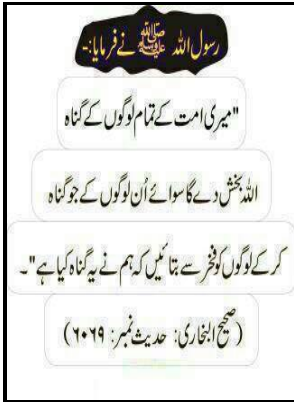 رسول اللہ ﷺ نے فرمایا:-
"میری امت کے تمام لوگوں کے گناہ
اللہ بخش دے گا سوائے اُن لوگوں کے جو گناہ
کر کے لوگوں کو فخر سے بتائیں کہ ہم نے یہ گناہ کیا ہے"۔
(صحیح البخاری: حدیث نمبر: ٦٠٦٩)